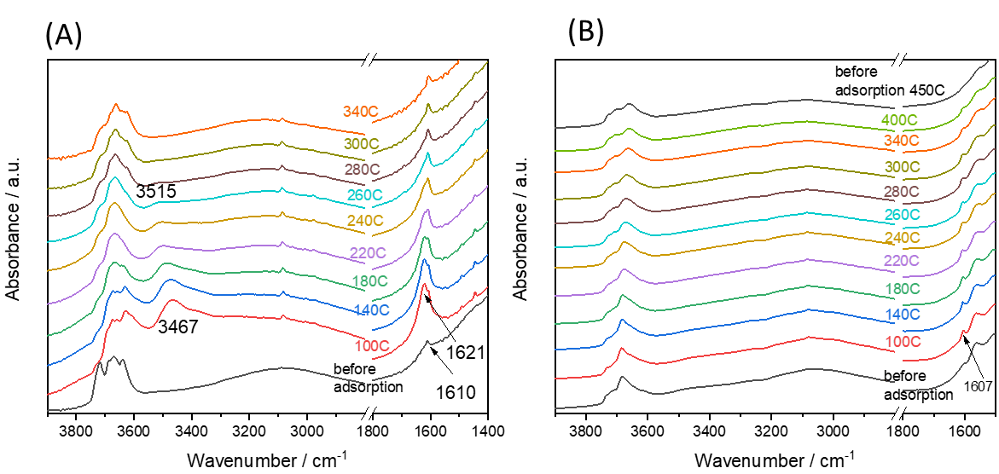 (A)
340C
300C
280C
3515
260C
240C
220C
180C
140C
3467
100C
before
adsorption
1621
1610
3800 3600 3400 3200 3000 1800 1600 1400
Wavenumber / cm-1
Absorbance / a.u.
(B)
before
adsorption 450C
400C
340C
300C
280C
260C
240C
220C
180C
140C
100C
before
adsorption
1607
3800 3600 3400 3200 3000 1800 1600
Wavenumber / cm-1
Absorbance / a.u.